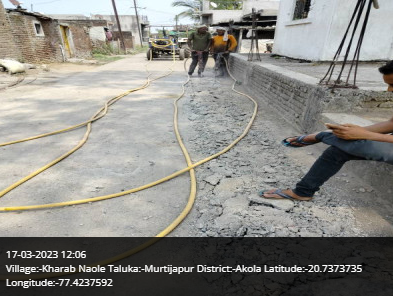 17-03-2023 12:06
Village:-Kharab Naole Taluka:-Murtijapur District:-Akola Latitude:-20.7373735
Longitude:-77.4237592